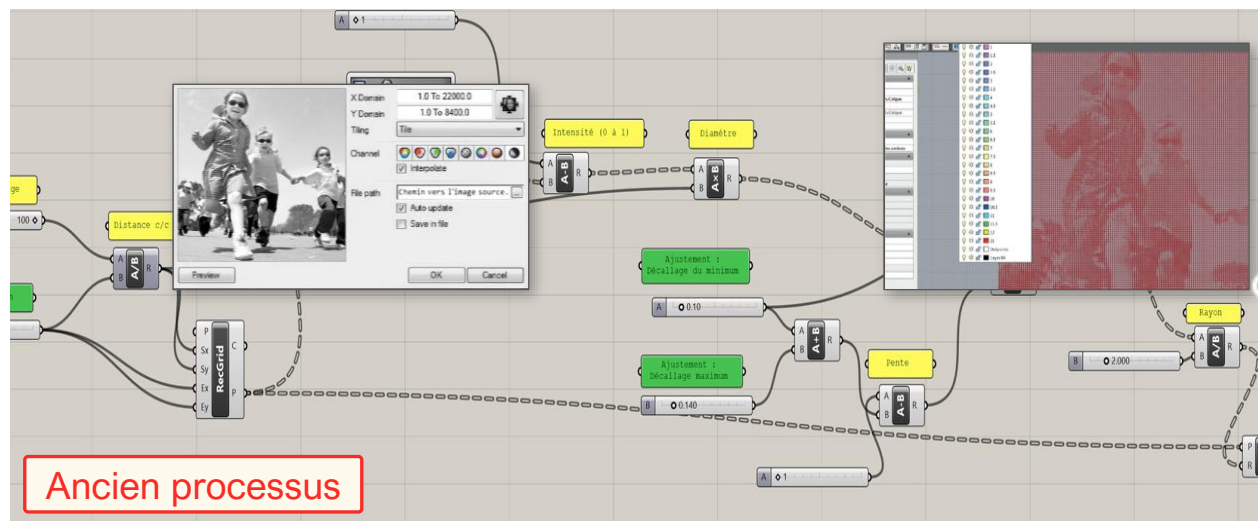 A 1
X Domain 1.0 To 22000.0
Y Domain 1.0 To 8400.0
Tiling Tile
Channel
Interpolate
File path Chemin vers l'image source. ...
Auto update
Save in file
Preview OK Cancel
Intensité (0 à 1)
Diamètre
A
B A-B R
A
B A×B R
100
Distance c/c
A
B A/B R
P
Sx
Sy
Ex
Ey
RecGrid
C
P
Ajustement :
Décallage du minimum
A 0.10
A
B A+B R
Ajustement :
Décallage maximum
B 0.140
Pente
A
B A-B R
A 1
Rayon
B 2.000
A
B A/B R
P
R
Ancien processus